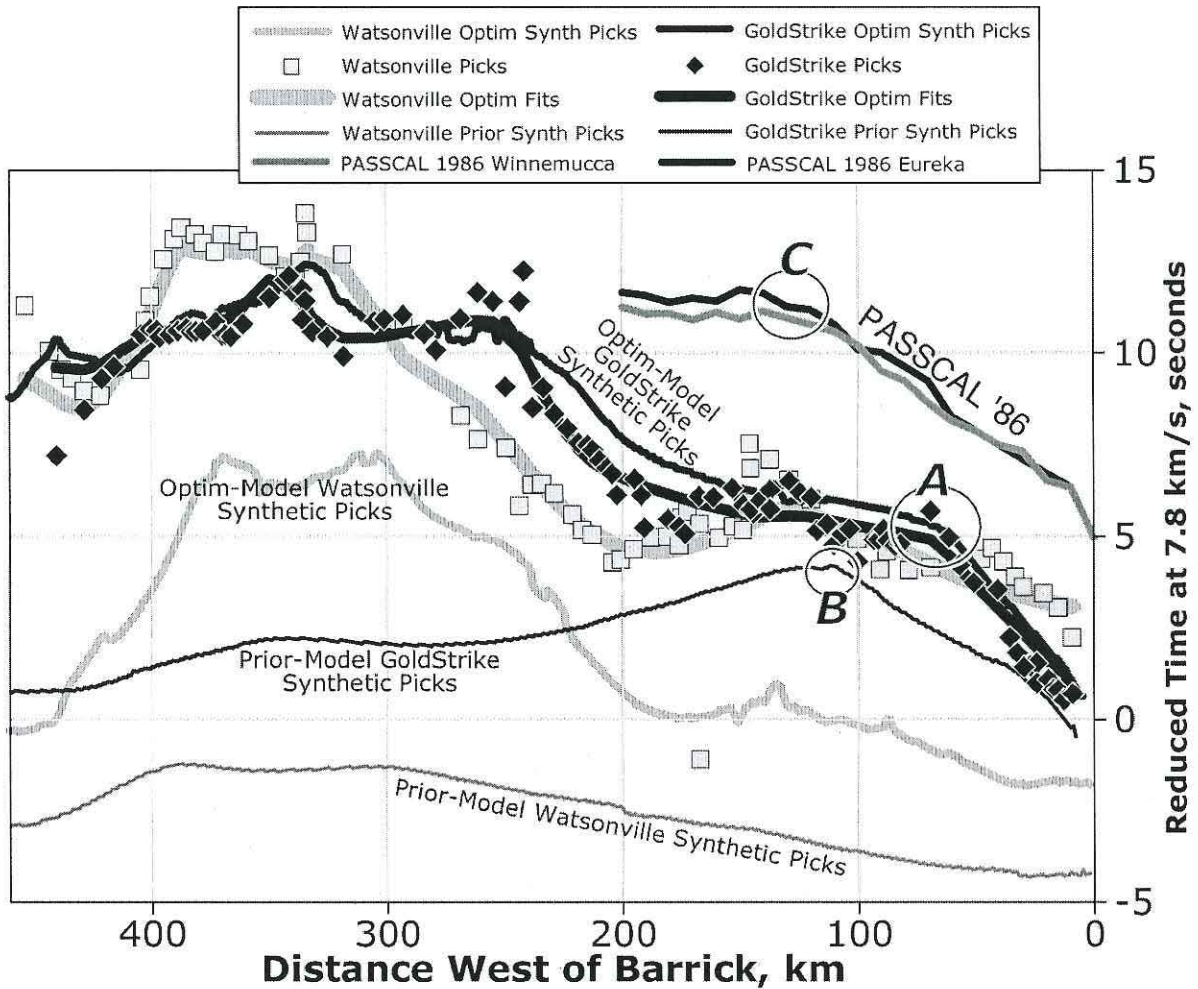 Watsonville Optim Synth Picks
GoldStrike Optim Synth Picks
Watsonville Picks
GoldStrike Picks
Watsonville Optim Fits
GoldStrike Optim Fits
Watsonville Prior Synth Picks
GoldStrike Prior Synth Picks
PASSCAL 1986 Winnemucca
PASSCAL 1986 Eureka
15
10
5
0
-5
Reduced Time at 7.8 km/s, seconds
C
PASSCAL '86
Optim-Model
GoldStrike
Synthetic Picks
A
B
Optim-Model Watsonville
Synthetic Picks
Prior-Model GoldStrike
Synthetic Picks
Prior-Model Watsonville Synthetic Picks
400
300
200
100
0
Distance West of Barrick, km